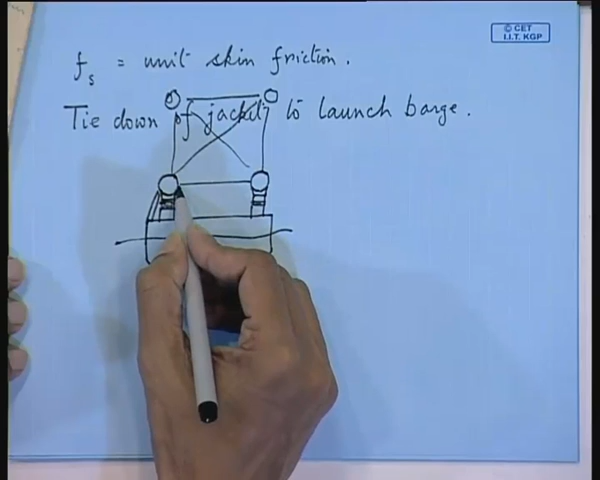 © CET
I.I.T. KGP
fs = unit skin friction.
Tie down of jacket to launch barge.